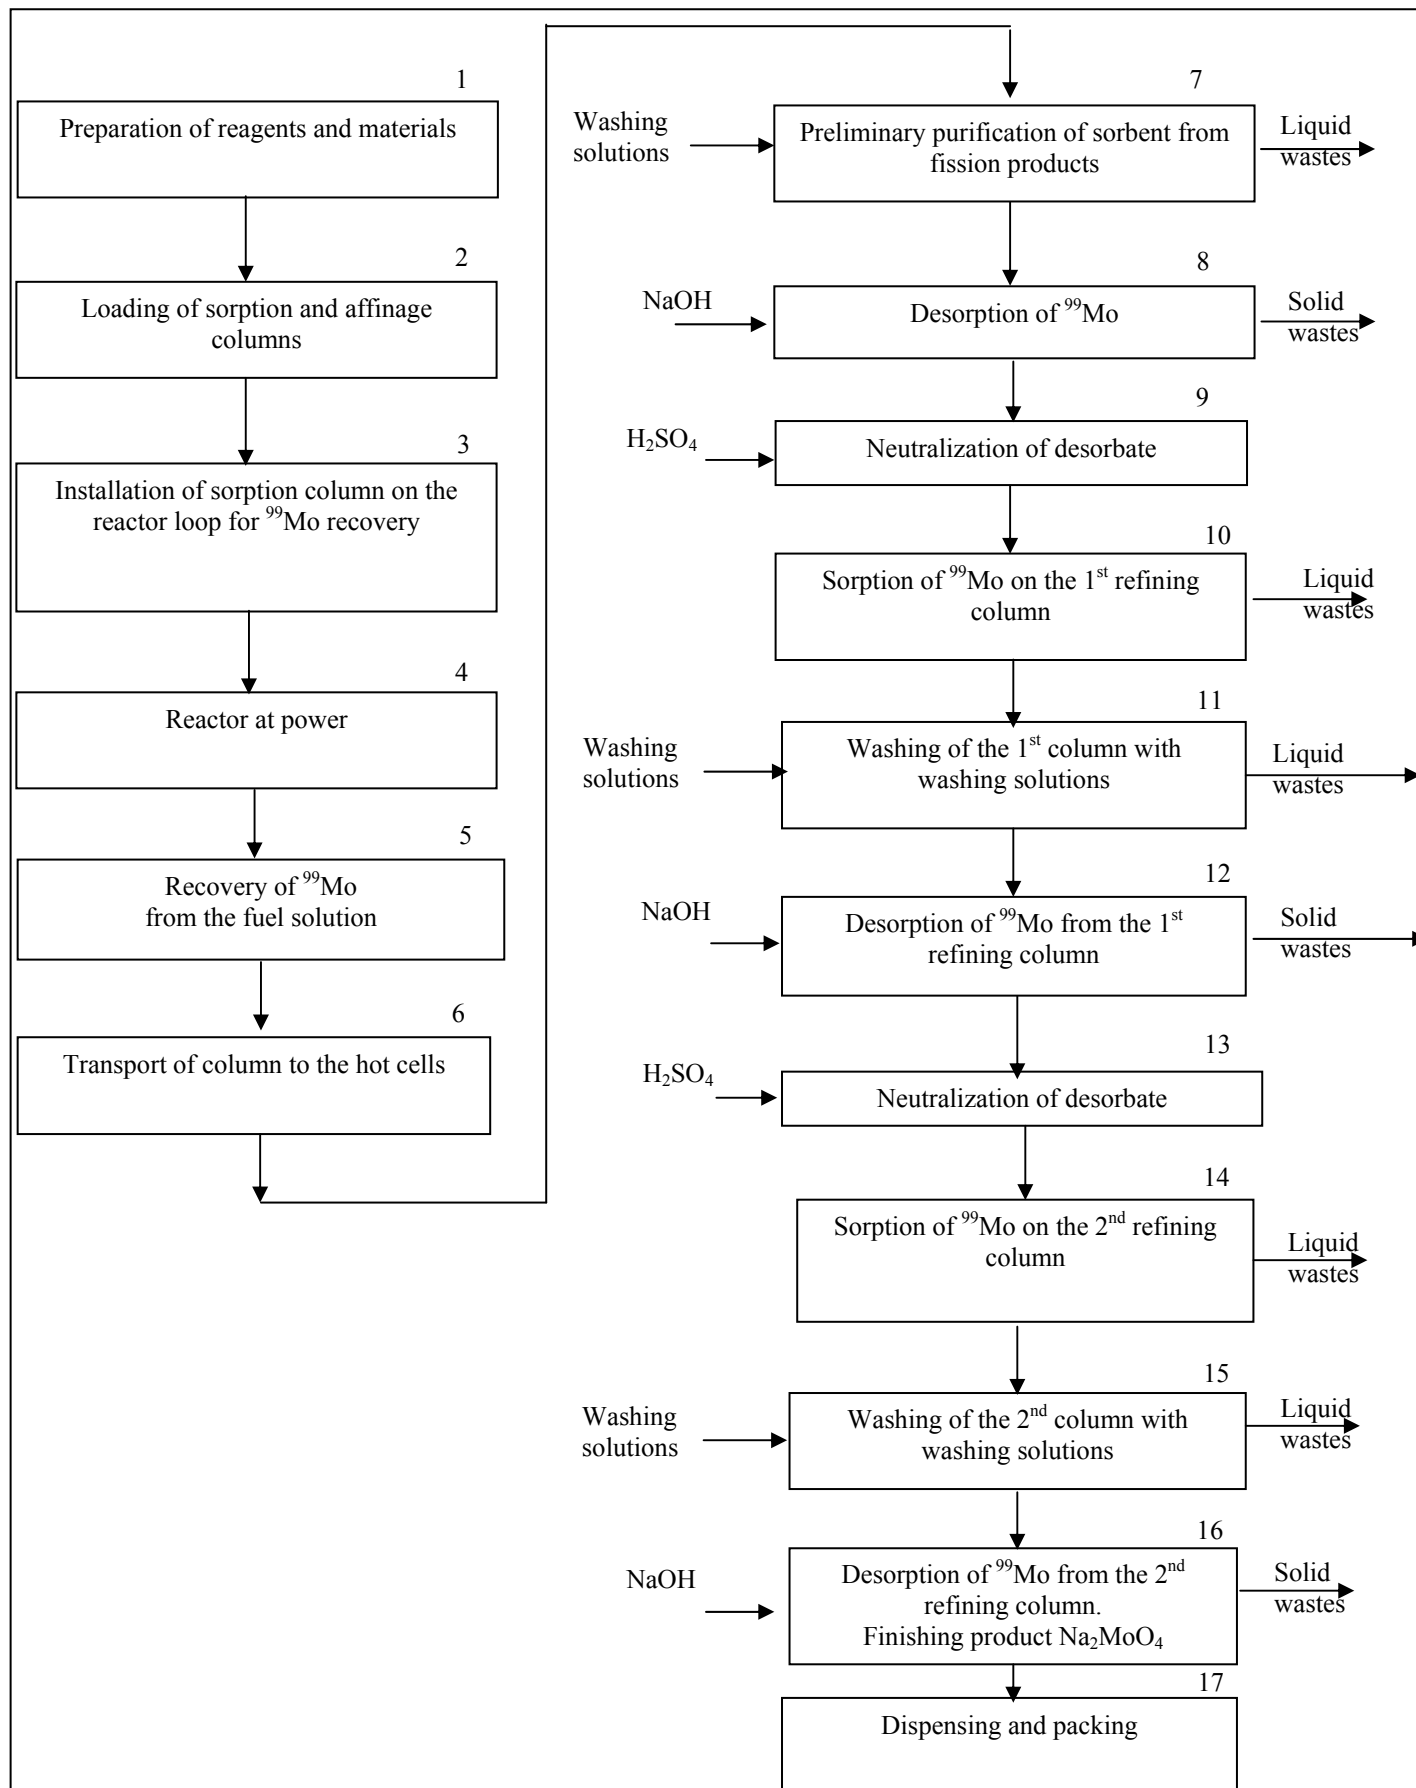 1
Preparation of reagents and materials
2
Loading of sorption and affinage
columns
3
Installation of sorption column on the
reactor loop for ⁹⁹Mo recovery
4
Reactor at power
5
Recovery of ⁹⁹Mo
from the fuel solution
6
Transport of column to the hot cells
7
Washing
solutions
Preliminary purification of sorbent from
fission products
Liquid
wastes
8
NaOH
Desorption of ⁹⁹Mo
Solid
wastes
9
H₂SO₄
Neutralization of desorbate
10
Sorption of ⁹⁹Mo on the 1ˢᵗ refining
column
Liquid
wastes
11
Washing
solutions
Washing of the 1ˢᵗ column with
washing solutions
Liquid
wastes
12
NaOH
Desorption of ⁹⁹Mo from the 1ˢᵗ
refining column
Solid
wastes
13
H₂SO₄
Neutralization of desorbate
14
Sorption of ⁹⁹Mo on the 2ⁿᵈ refining
column
Liquid
wastes
15
Washing
solutions
Washing of the 2ⁿᵈ column with
washing solutions
Liquid
wastes
16
NaOH
Desorption of ⁹⁹Mo from the 2ⁿᵈ
refining column.
Finishing product Na₂MoO₄
Solid
wastes
17
Dispensing and packing